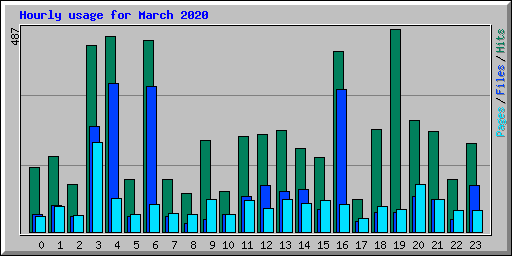 Hourly usage for March 2020
487
Pages / Files / Hits
0 1 2 3 4 5 6 7 8 9 10 11 12 13 14 15 16 17 18 19 20 21 22 23